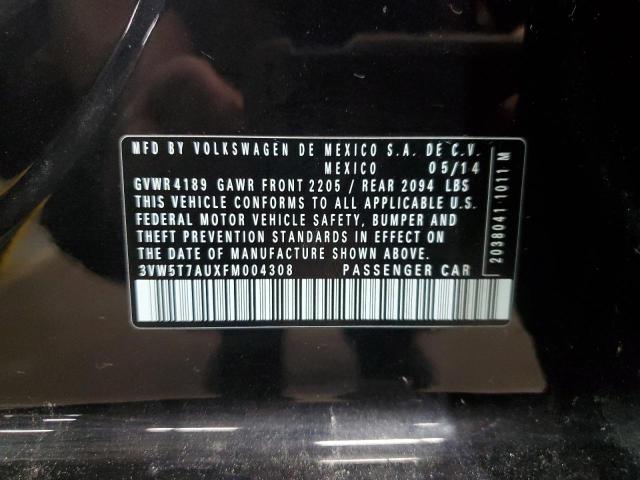 MFD BY VOLKSWAGEN DE MEXICO S.A. DE C.V.
MEXICO 05/14
GVWR 4189 GAWR FRONT 2205 / REAR 2094 LBS
THIS VEHICLE CONFORMS TO ALL APPLICABLE U.S.
FEDERAL MOTOR VEHICLE SAFETY, BUMPER AND
THEFT PREVENTION STANDARDS IN EFFECT ON
THE DATE OF MANUFACTURE SHOWN ABOVE.
3VW5T7AUXFM004308 PASSENGER CAR
2038041 1011 M